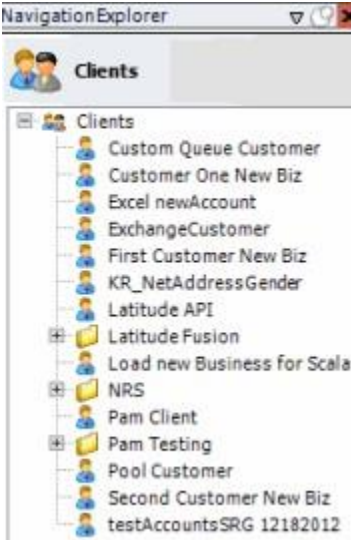 NavigationExplorer
Clients
Clients
Custom Queue Customer
Customer One New Biz
Excel newAccount
ExchangeCustomer
First Customer New Biz
KR_NetAddressGender
Latitude API
Latitude Fusion
Load new Business for Scala
NRS
Pam Client
Pam Testing
Pool Customer
Second Customer New Biz
testAccountsSRG 12182012